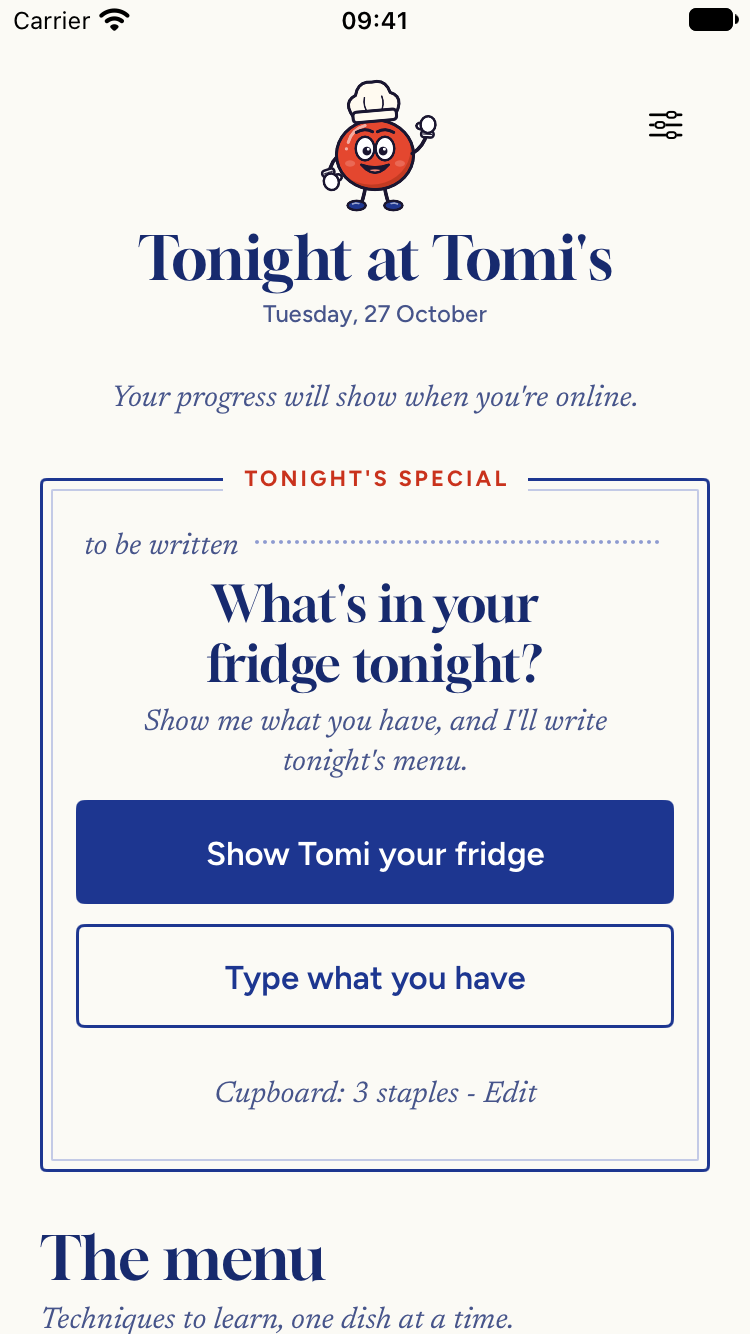 Carrier
09:41
Tonight at Tomi's
Tuesday, 27 October
Your progress will show when you're online.
TONIGHT'S SPECIAL
to be written
What's in your
fridge tonight?
Show me what you have, and I'll write
tonight's menu.
Show Tomi your fridge
Type what you have
Cupboard: 3 staples - Edit
The menu
Techniques to learn, one dish at a time.